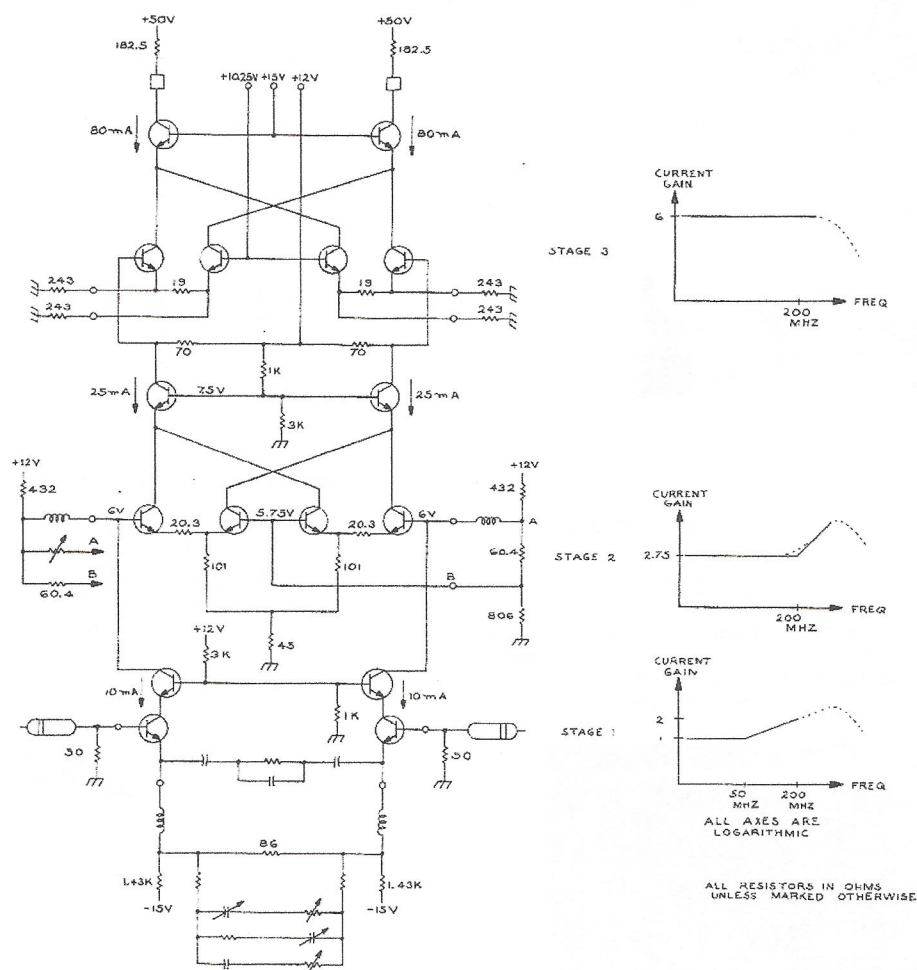 +50V
+50V
182.5
182.5
+10.25V
+15V
+12V
80mA
80mA
CURRENT
GAIN
6
FREQ
200
MHZ
STAGE 3
243
19
19
243
243
243
70
70
1K
25mA
7.5V
25mA
3K
+12V
+12V
432
432
6V
5.75V
6V
A
20.3
20.3
A
60.4
B
101
101
B
60.4
806
45
CURRENT
GAIN
2.75
FREQ
200
MHZ
STAGE 2
+12V
3K
10mA
10mA
1K
50
50
CURRENT
GAIN
2
1
FREQ
50
MHZ
200
MHZ
STAGE 1
ALL AXES ARE
LOGARITHMIC
86
1.43K
1.43K
-15V
-15V
ALL RESISTORS IN OHMS
UNLESS MARKED OTHERWISE